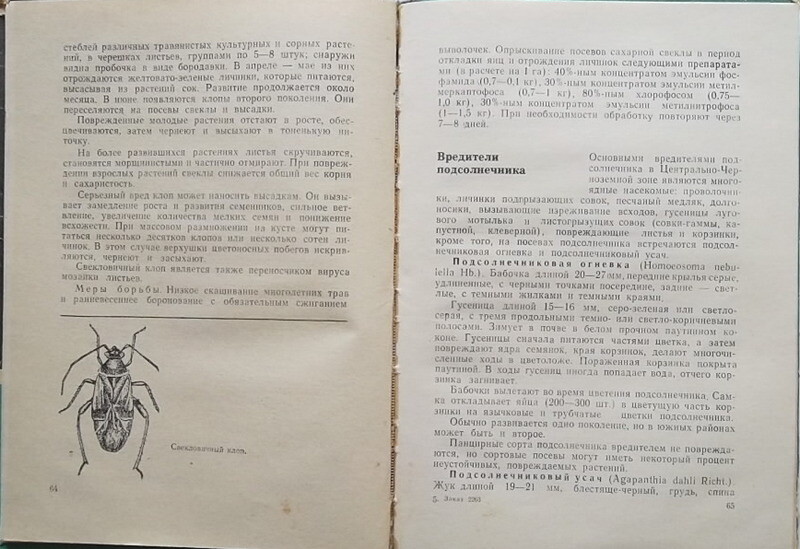 стеблей различных травянистых культурных и сорных расте-
ний, в черешках листьев, группами по 5—8 штук; снаружи
видна пробочка в виде бородавки. В апреле — мае из них
отрождаются желтовато-зеленые личинки, которые питаются,
высасывая из растений сок. Развитие продолжается около
месяца. В июне появляются клопы второго поколения. Они
переселяются на посевы свеклы и высадки.
Поврежденные молодые растения отстают в росте, обес-
цвечиваются, затем чернеют и высыхают в тоненькую ни-
точку.
На более развившихся растениях листья скручиваются,
становятся морщинистыми и частично отмирают. При повреж-
дении взрослых растений свеклы снижается общий вес корня
и сахаристость.
Серьезный вред клоп может наносить высадкам. Он вызы-
вает замедление роста и развития семенников, сильное вет-
вление, увеличение количества мелких семян и понижение
всхожести. При массовом размножении на кусте могут пи-
таться несколько десятков клопов или несколько сотен ли-
чинок. В этом случае верхушки цветоносных побегов искрив-
ляются, чернеют и засыхают.
Свекловичный клоп является также переносчиком вируса
мозаики листьев.
Меры борьбы. Низкое скашивание многолетних трав
и ранневесеннее боронование с обязательным сжиганием
Свекловичный клоп.
64
выволочек. Опрыскивание посевов сахарной свеклы в период
откладки яиц и отрождения личинок следующими препарата-
ми (в расчете на 1 га): 40%-ным концентратом эмульсии фос-
фамида (0,7—0,1 кг), 30%-ным концентратом эмульсии метил-
меркаптофоса (0,7—1 кг), 80%-ным хлорофосом (0,75—
1,0 кг), 30%-ным концентратом эмульсии метилнитрофоса
(1—1,5 кг). При необходимости обработку повторяют через
7—8 дней.
Вредители
подсолнечника
Основными вредителями под-
солнечника в Центрально-Чер-
ноземной зоне являются много-
ядные насекомые: проволочни-
ки, личинки подгрызающих совок, песчаный медляк, долго-
носики, вызывающие изреживание всходов, гусеницы луго-
вого мотылька и листогрызущих совок (совки-гаммы, ка-
пустной, клеверной), повреждающие листья и корзинки,
кроме того, на посевах подсолнечника встречаются подсол-
нечниковая огневка и подсолнечниковый усач.
Подсолнечниковая огневка (Homoeosoma nebu-
lella Hb.). Бабочка длиной 20—27 мм, передние крылья серые,
удлиненные, с черными точками посередине, задние — свет-
лые, с темными жилками и темными краями.
Гусеница длиной 15—16 мм, серо-зеленая или светло-
серая, с тремя продольными темно- или светло-коричневыми
полосами. Зимует в почве в белом прочном паутинном ко-
коне. Гусеницы сначала питаются частями цветка, а затем
повреждают ядра семянок, края корзинок, делают многочис-
ленные ходы в цветоложе. Пораженная корзинка покрыта
паутиной. В ходы гусениц иногда попадает вода, отчего кор-
зинка загнивает.
Бабочки вылетают во время цветения подсолнечника. Сам-
ка откладывает яйца (200—300 шт.) в цветущую часть кор-
зинки на язычковые и трубчатые цветки подсолнечника.
Обычно развивается одно поколение, но в южных районах
может быть и второе.
Панцирные сорта подсолнечника вредителем не поврежда-
ются, но сортовые посевы могут иметь некоторый процент
неустойчивых, повреждаемых растений.
Подсолнечниковый усач (Agapanthia dahli Richt.).
Жук длиной 19—21 мм, блестяще-черный, грудь, спина
5. Заказ 2263
65